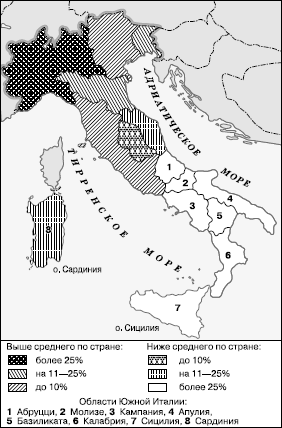 АДРИАТИЧЕСКОЕ
МОРЕ
ТИРРЕНСКОЕ
МОРЕ
1
2
3
4
5
6
7
8
о. Сардиния
о. Сицилия
Выше среднего по стране:
более 25%
на 11—25%
до 10%
Ниже среднего по стране:
до 10%
на 11—25%
более 25%
Области Южной Италии:
1 Абруцци, 2 Молизе, 3 Кампания, 4 Апулия,
5 Базиликата, 6 Калабрия, 7 Сицилия, 8 Сардиния